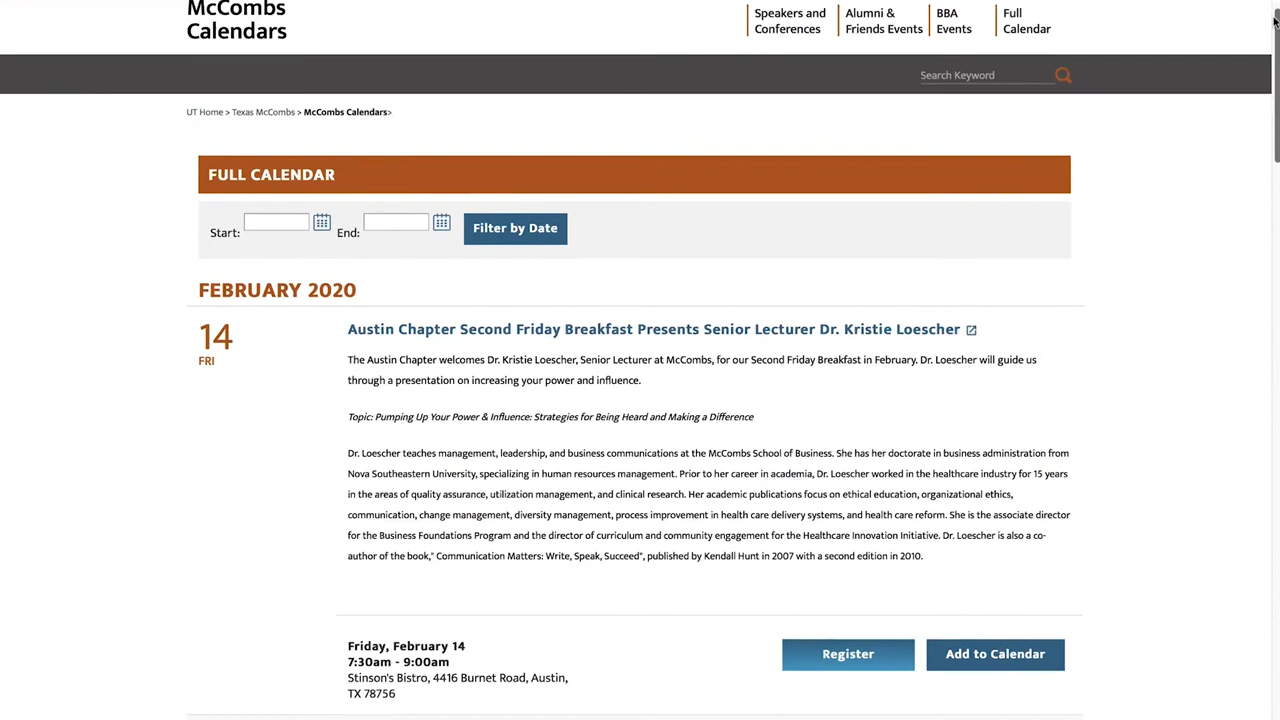 McCombs
Calendars
Speakers and
Conferences
Alumni &
Friends Events
BBA
Events
Full
Calendar
Search Keyword
UT Home > Texas McCombs > McCombs Calendars>
FULL CALENDAR
Start:
End:
Filter by Date
FEBRUARY 2020
14
FRI
Austin Chapter Second Friday Breakfast Presents Senior Lecturer Dr. Kristie Loescher
The Austin Chapter welcomes Dr. Kristie Loescher, Senior Lecturer at McCombs, for our Second Friday Breakfast in February. Dr. Loescher will guide us
through a presentation on increasing your power and influence.
Topic: Pumping Up Your Power & Influence: Strategies for Being Heard and Making a Difference
Dr. Loescher teaches management, leadership, and business communications at the McCombs School of Business. She has her doctorate in business administration from
Nova Southeastern University, specializing in human resources management. Prior to her career in academia, Dr. Loescher worked in the healthcare industry for 15 years
in the areas of quality assurance, utilization management, and clinical research. Her academic publications focus on ethical education, organizational ethics,
communication, change management, diversity management, process improvement in health care delivery systems, and health care reform. She is the associate director
for the Business Foundations Program and the director of curriculum and community engagement for the Healthcare Innovation Initiative. Dr. Loescher is also a co-
author of the book," Communication Matters: Write, Speak, Succeed", published by Kendall Hunt in 2007 with a second edition in 2010.
Friday, February 14
7:30am - 9:00am
Stinson's Bistro, 4416 Burnet Road, Austin,
TX 78756
Register
Add to Calendar